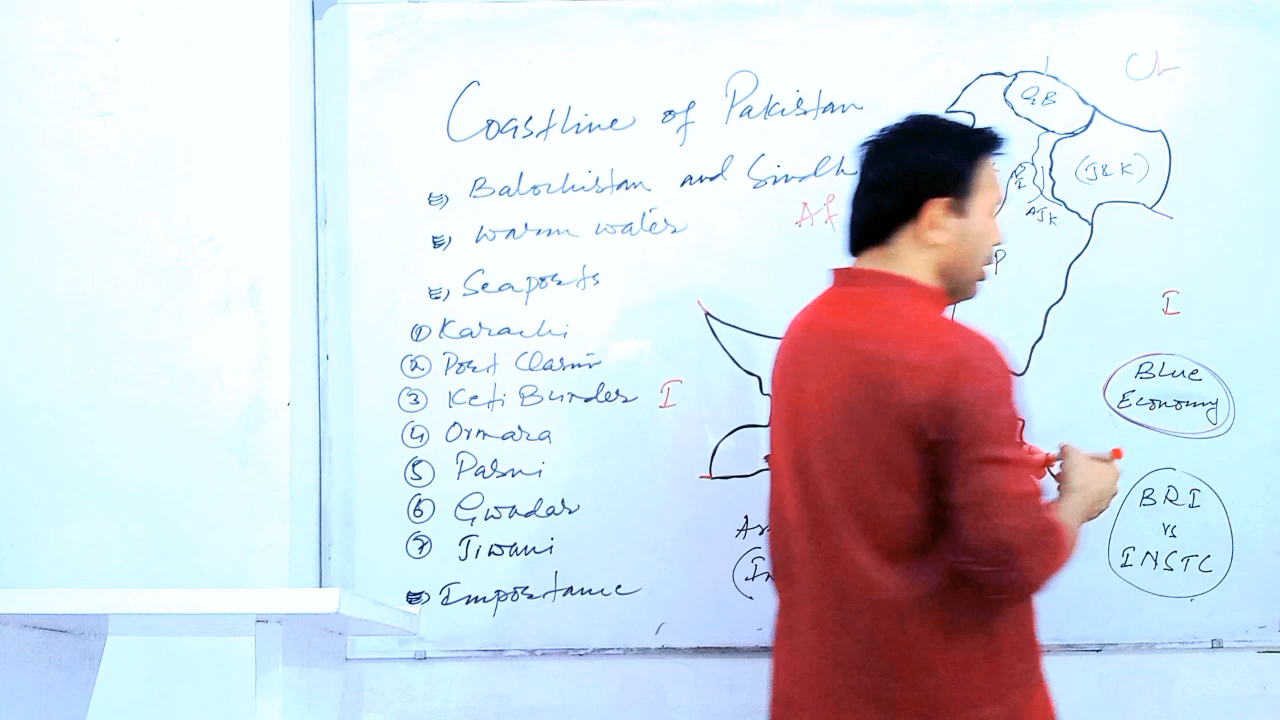 Coastline of Pakistan
Balochistan and Sindh
warm water
Seaports
① Karachi
② Port Qasim
③ Keti Bunder
④ Ormara
⑤ Pasni
⑥ Gwadar
⑦ Jiwani
Importance
GB
(J&K)
AJK
Af
P
I
I
Blue
Economy
BRI
vs
INSTC